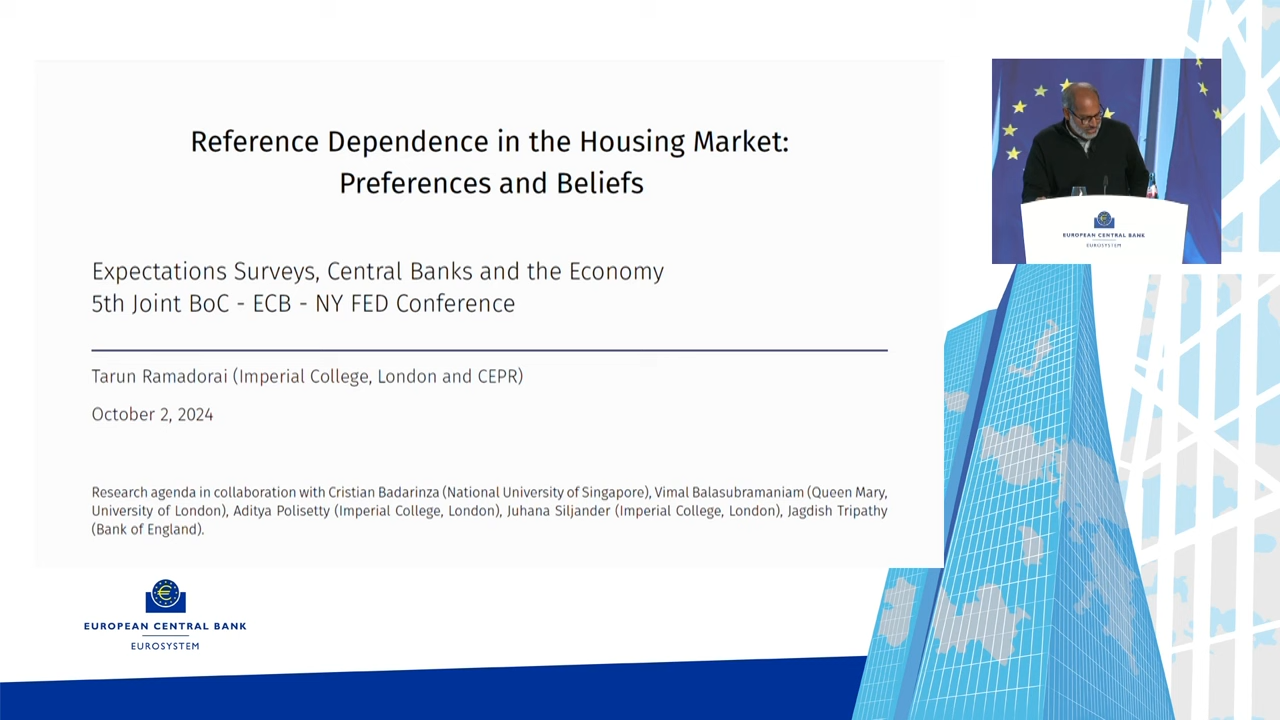 Reference Dependence in the Housing Market:
Preferences and Beliefs
Expectations Surveys, Central Banks and the Economy
5th Joint BoC - ECB - NY FED Conference
Tarun Ramadorai (Imperial College, London and CEPR)
October 2, 2024
Research agenda in collaboration with Cristian Badarinza (National University of Singapore), Vimal Balasubramaniam (Queen Mary,
University of London), Aditya Polisetty (Imperial College, London), Juhana Siljander (Imperial College, London), Jagdish Tripathy
(Bank of England).
EUROPEAN CENTRAL BANK
EUROSYSTEM
EUROPEAN CENTRAL BANK
EUROSYSTEM